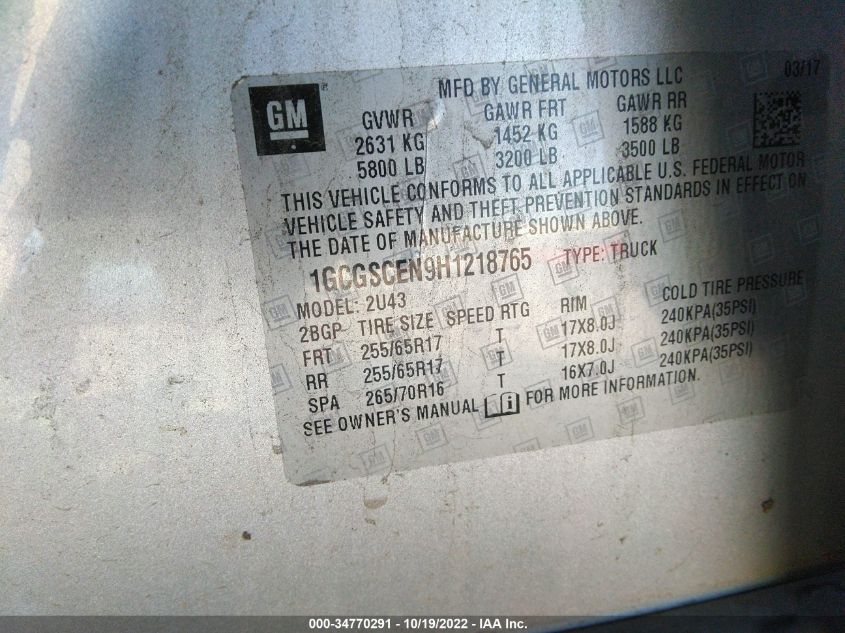 MFD BY GENERAL MOTORS LLC 03/17
GM GVWR GAWR FRT GAWR RR
2631 KG 1452 KG 1588 KG
5800 LB 3200 LB 3500 LB
THIS VEHICLE CONFORMS TO ALL APPLICABLE U.S. FEDERAL MOTOR
VEHICLE SAFETY AND THEFT PREVENTION STANDARDS IN EFFECT ON
THE DATE OF MANUFACTURE SHOWN ABOVE.
1GCGSCEN9H1218765 TYPE: TRUCK
MODEL: 2U43
2BGP TIRE SIZE SPEED RTG RIM COLD TIRE PRESSURE
FRT 255/65R17 T 17X8.0J 240KPA(35PSI)
RR 255/65R17 T 17X8.0J 240KPA(35PSI)
SPA 265/70R16 T 16X7.0J 240KPA(35PSI)
SEE OWNER'S MANUAL i FOR MORE INFORMATION.
000-34770291 - 10/19/2022 - IAA Inc.